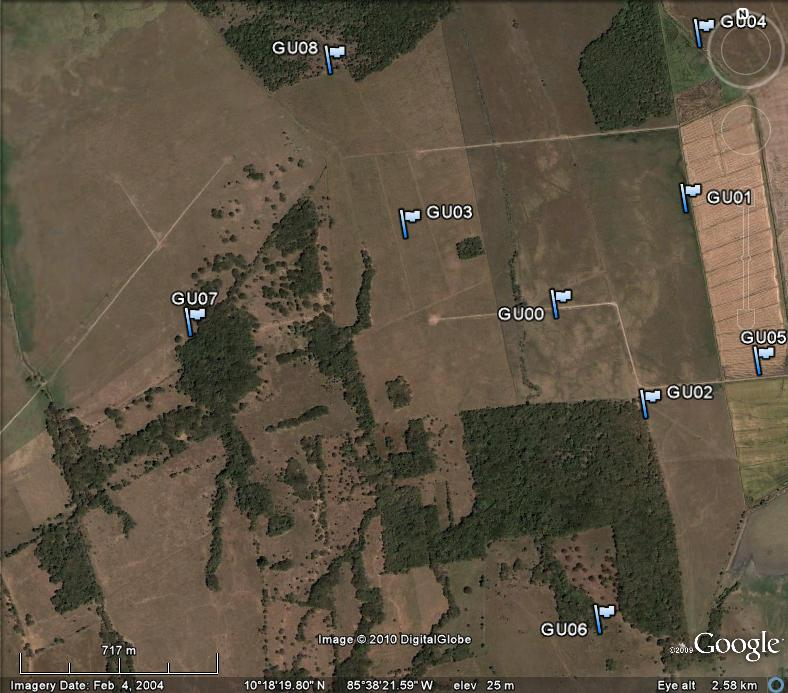 N
GU04
GU08
GU01
GU03
GU07
GU00
GU05
GU02
GU06
Image © 2010 DigitalGlobe
©2009 Google
717 m
Imagery Date: Feb 4, 2004 10°18'19.80" N 85°38'21.59" W elev 25 m Eye alt 2.58 km